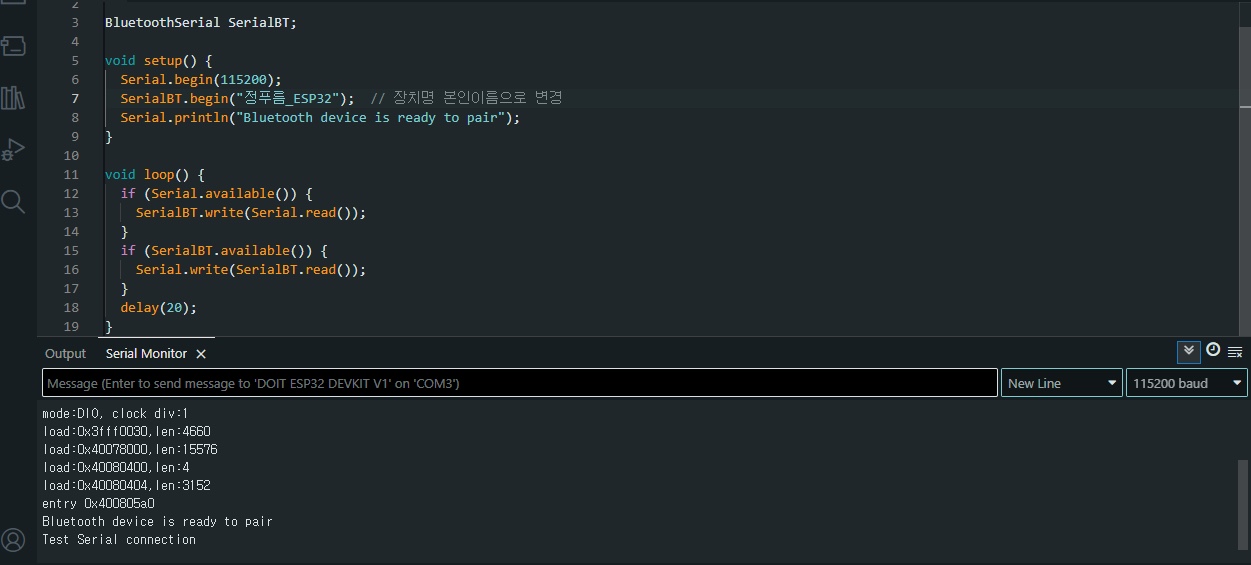 2
3 BluetoothSerial SerialBT;
4
5 void setup() {
6 Serial.begin(115200);
7 SerialBT.begin("정푸름_ESP32"); // 장치명 본인이름으로 변경
8 Serial.println("Bluetooth device is ready to pair");
9 }
10
11 void loop() {
12 if (Serial.available()) {
13 SerialBT.write(Serial.read());
14 }
15 if (SerialBT.available()) {
16 Serial.write(SerialBT.read());
17 }
18 delay(20);
19 }
Output Serial Monitor
Message (Enter to send message to 'DOIT ESP32 DEVKIT V1' on 'COM3')
New Line
115200 baud
mode:DIO, clock div:1
load:0x3fff0030,len:4660
load:0x40078000,len:15576
load:0x40080400,len:4
load:0x40080404,len:3152
entry 0x400805a0
Bluetooth device is ready to pair
Test Serial connection